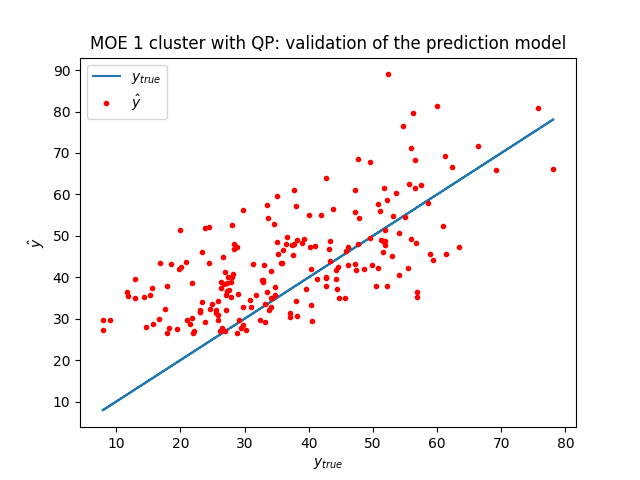 MOE 1 cluster with QP: validation of the prediction model
y_true
ŷ
90
80
70
60
50
40
30
20
10
ŷ
10 20 30 40 50 60 70 80
y_true